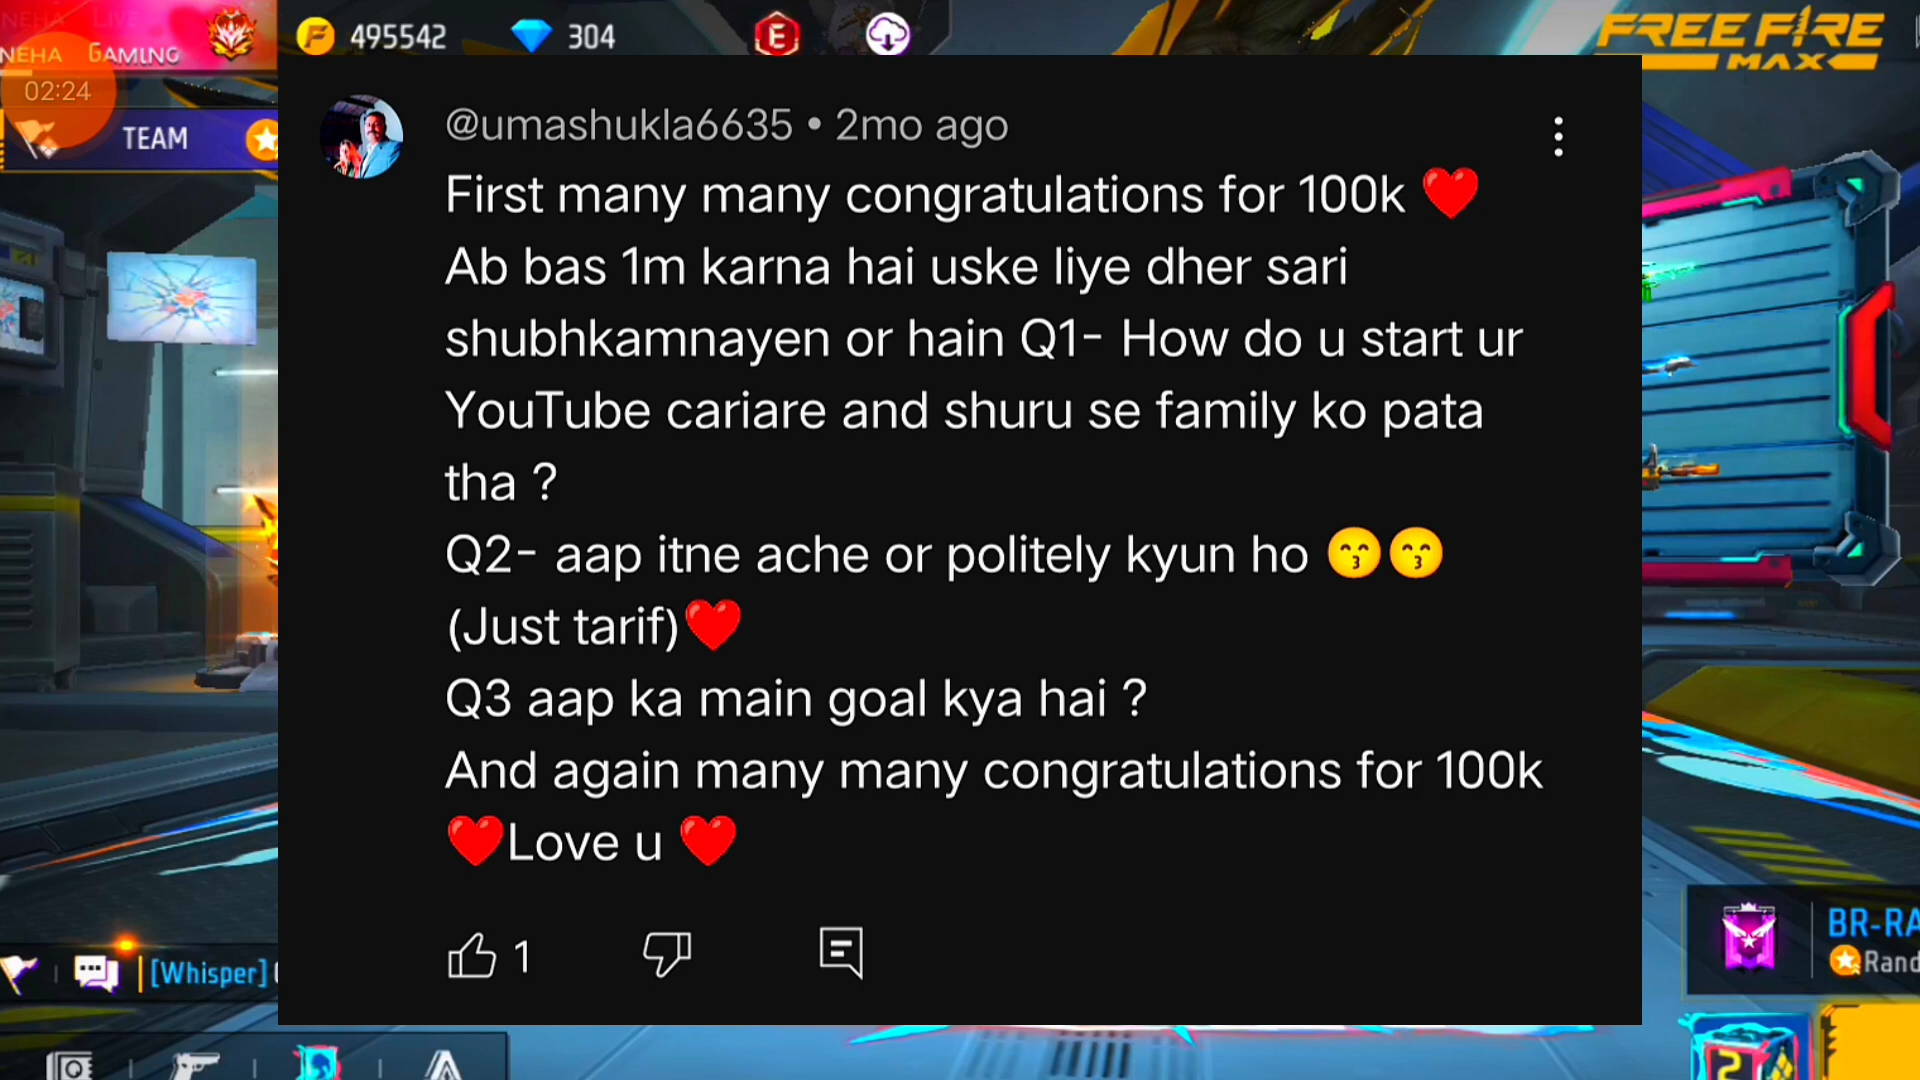 NEHA LIVE
NEHA GAMING
495542
304
E
FREE FIRE
MAX
02:24
TEAM
@umashukla6635 • 2mo ago
First many many congratulations for 100k ❤️
Ab bas 1m karna hai uske liye dher sari
shubhkamnayen or hain Q1- How do u start ur
YouTube cariare and shuru se family ko pata
tha ?
Q2- aap itne ache or politely kyun ho 😙😙
(Just tarif)❤️
Q3 aap ka main goal kya hai ?
And again many many congratulations for 100k
❤️Love u ❤️
1
[Whisper]
BR-RA
Rand
2